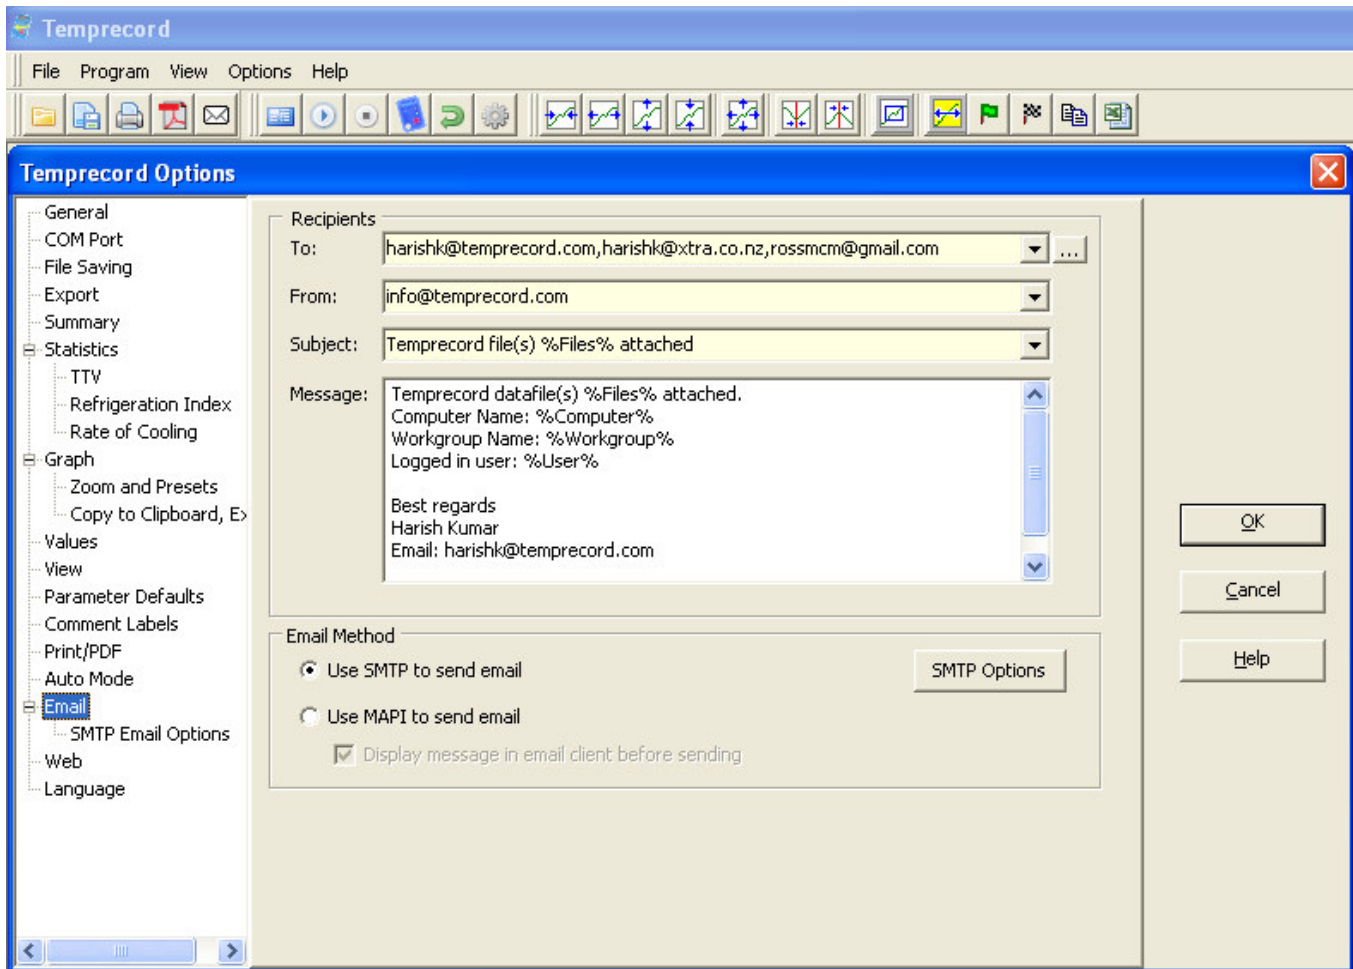 Temprecord
File Program View Options Help
Temprecord Options
General
COM Port
File Saving
Export
Summary
Statistics
TTV
Refrigeration Index
Rate of Cooling
Graph
Zoom and Presets
Copy to Clipboard, Ex
Values
View
Parameter Defaults
Comment Labels
Print/PDF
Auto Mode
Email
SMTP Email Options
Web
Language
Recipients
To: harishk@temprecord.com,harishk@xtra.co.nz,rossmcm@gmail.com ...
From: info@temprecord.com
Subject: Temprecord file(s) %Files% attached
Message: Temprecord datafile(s) %Files% attached.
Computer Name: %Computer%
Workgroup Name: %Workgroup%
Logged in user: %User%
Best regards
Harish Kumar
Email: harishk@temprecord.com
Email Method
Use SMTP to send email
SMTP Options
Use MAPI to send email
Display message in email client before sending
OK
Cancel
Help